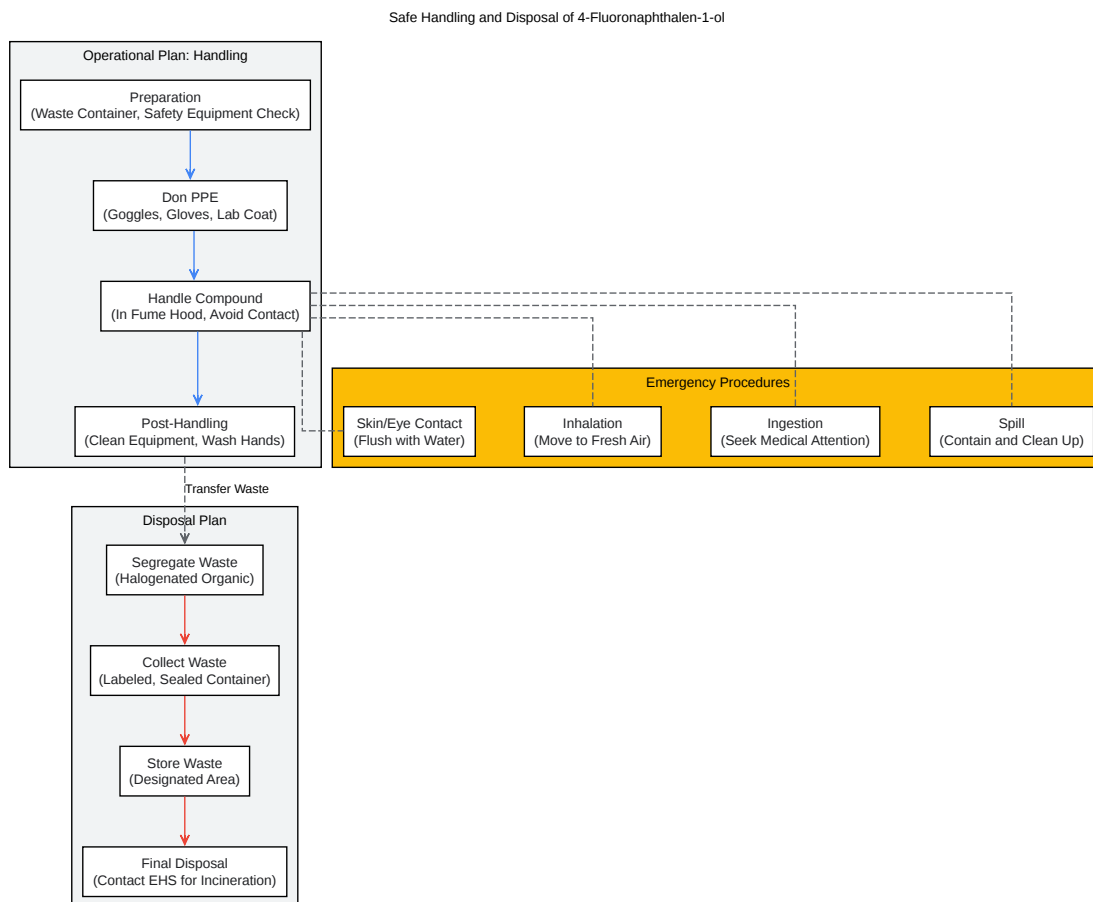 Safe Handling and Disposal of 4-Fluoronaphthalen-1-ol
Operational Plan: Handling
Preparation
(Waste Container, Safety Equipment Check)
Don PPE
(Goggles, Gloves, Lab Coat)
Handle Compound
(In Fume Hood, Avoid Contact)
Post-Handling
(Clean Equipment, Wash Hands)
Emergency Procedures
Skin/Eye Contact
(Flush with Water)
Inhalation
(Move to Fresh Air)
Ingestion
(Seek Medical Attention)
Spill
(Contain and Clean Up)
Transfer Waste
Disposal Plan
Segregate Waste
(Halogenated Organic)
Collect Waste
(Labeled, Sealed Container)
Store Waste
(Designated Area)
Final Disposal
(Contact EHS for Incineration)